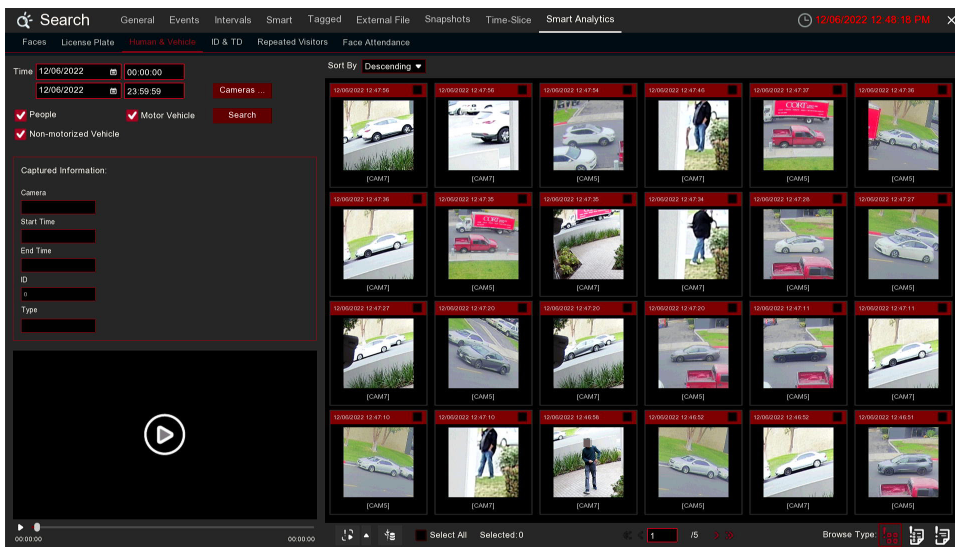 Search General Events Intervals Smart Tagged External File Snapshots Time-Slice Smart Analytics 12/06/2022 12:48:18 PM
Faces License Plate Human & Vehicle ID & TD Repeated Visitors Face Attendance
Time 12/06/2022 00:00:00
12/06/2022 23:59:59 Cameras ...
People Motor Vehicle Search
Non-motorized Vehicle
Captured Information:
Camera
Start Time
End Time
ID
0
Type
00:00:00 00:00:00
Sort By Descending
12/06/2022 12:47:56 12/06/2022 12:47:56 12/06/2022 12:47:54 12/06/2022 12:47:46 12/06/2022 12:47:37 12/06/2022 12:47:36
CORT
[CAM7] [CAM7] [CAM5] [CAM7] [CAM5] [CAM5]
12/06/2022 12:47:36 12/06/2022 12:47:35 12/06/2022 12:47:35 12/06/2022 12:47:34 12/06/2022 12:47:28 12/06/2022 12:47:27
CORT CORT
[CAM7] [CAM5] [CAM7] [CAM7] [CAM5] [CAM5]
12/06/2022 12:47:27 12/06/2022 12:47:20 12/06/2022 12:47:20 12/06/2022 12:47:20 12/06/2022 12:47:11 12/06/2022 12:47:11
[CAM7] [CAM5] [CAM7] [CAM5] [CAM5] [CAM7]
12/06/2022 12:47:10 12/06/2022 12:47:10 12/06/2022 12:46:56 12/06/2022 12:46:52 12/06/2022 12:46:52 12/06/2022 12:46:51
[CAM5] [CAM7] [CAM7] [CAM5] [CAM7] [CAM5]
Select All Selected:0 1 /5 Browse Type: